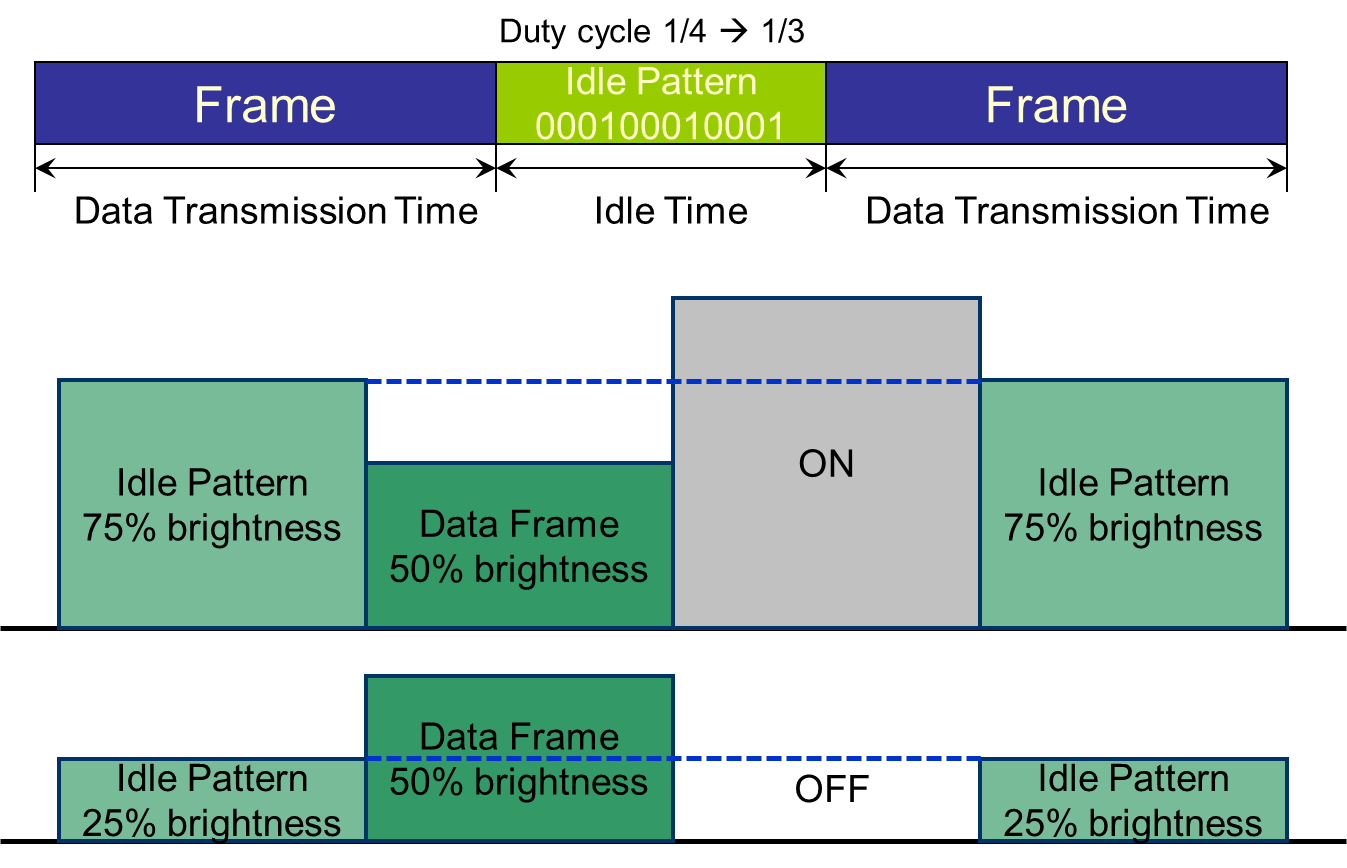 Duty cycle 1/4 → 1/3
Frame
Idle Pattern
000100010001
Frame
Data Transmission Time
Idle Time
Data Transmission Time
Idle Pattern
75% brightness
Data Frame
50% brightness
ON
Idle Pattern
75% brightness
Data Frame
50% brightness
Idle Pattern
25% brightness
OFF
Idle Pattern
25% brightness